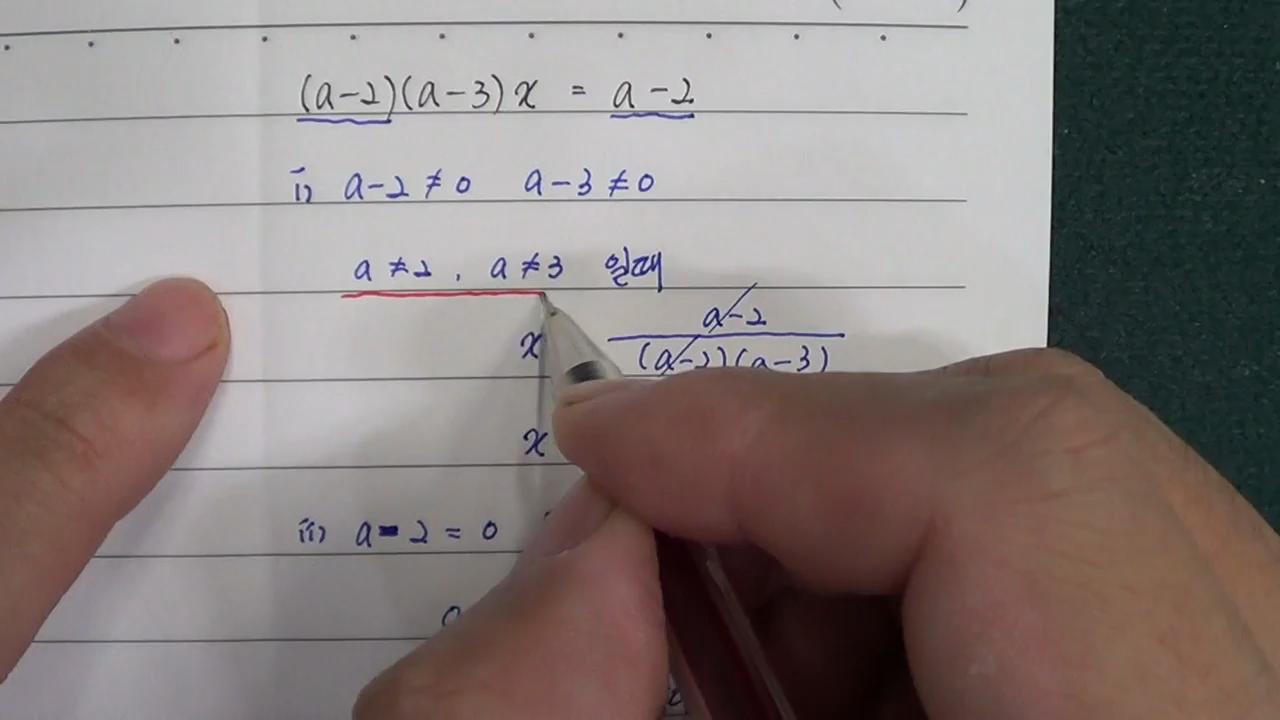 (a-2)(a-3)x = a-2
i) a-2≠0 a-3≠0
a≠2, a≠3 일때
x a-2
(a-2)(a-3)
x
ii) a-2=0